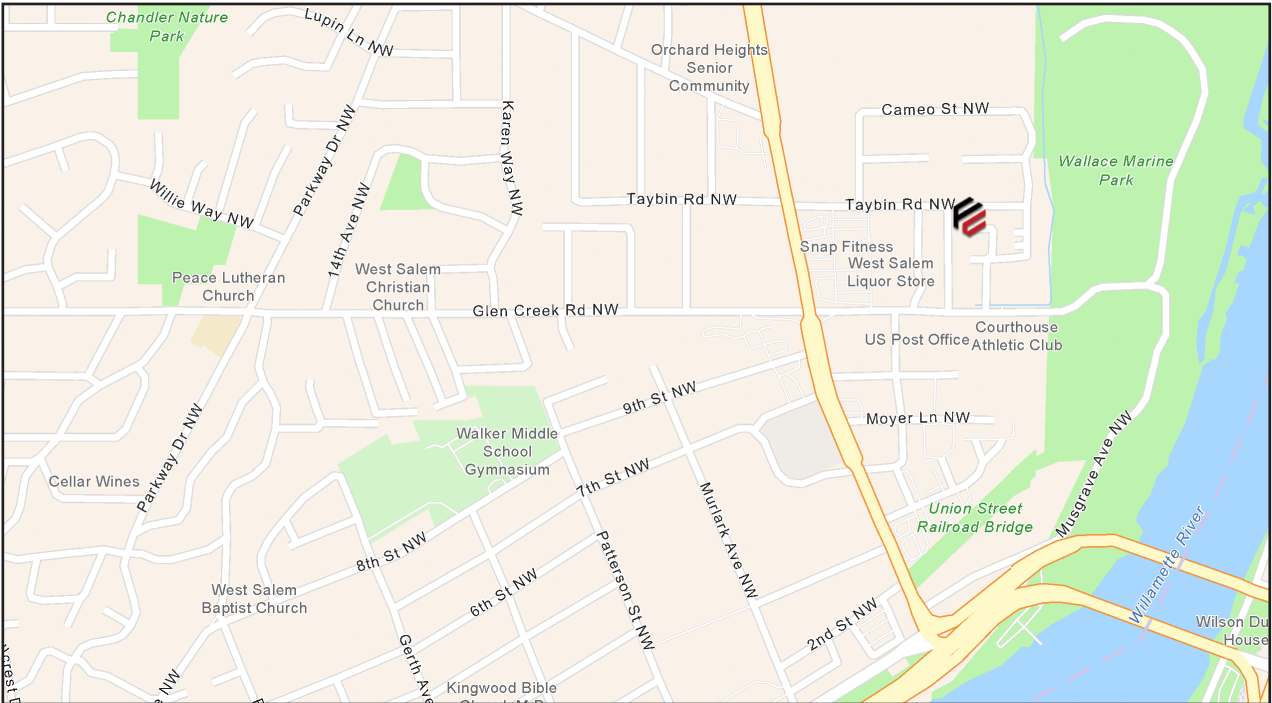 Chandler Nature
Park
Lupin Ln NW
Orchard Heights
Senior
Community
Karen Way NW
Cameo St NW
Parkway Dr NW
Wallace Marine
Park
Willie Way NW
14th Ave NW
Taybin Rd NW
Taybin Rd NW
Snap Fitness
West Salem
Liquor Store
Peace Lutheran
Church
West Salem
Christian
Church
Glen Creek Rd NW
US Post Office
Courthouse
Athletic Club
9th St NW
Moyer Ln NW
Parkway Dr NW
Walker Middle
School
Gymnasium
Cellar Wines
7th St NW
Murlark Ave NW
Musgrave Ave NW
Union Street
Railroad Bridge
Willamette River
8th St NW
Patterson St NW
6th St NW
West Salem
Baptist Church
2nd St NW
Wilson Du
House
Gerth Ave
NW
Kingwood Bible